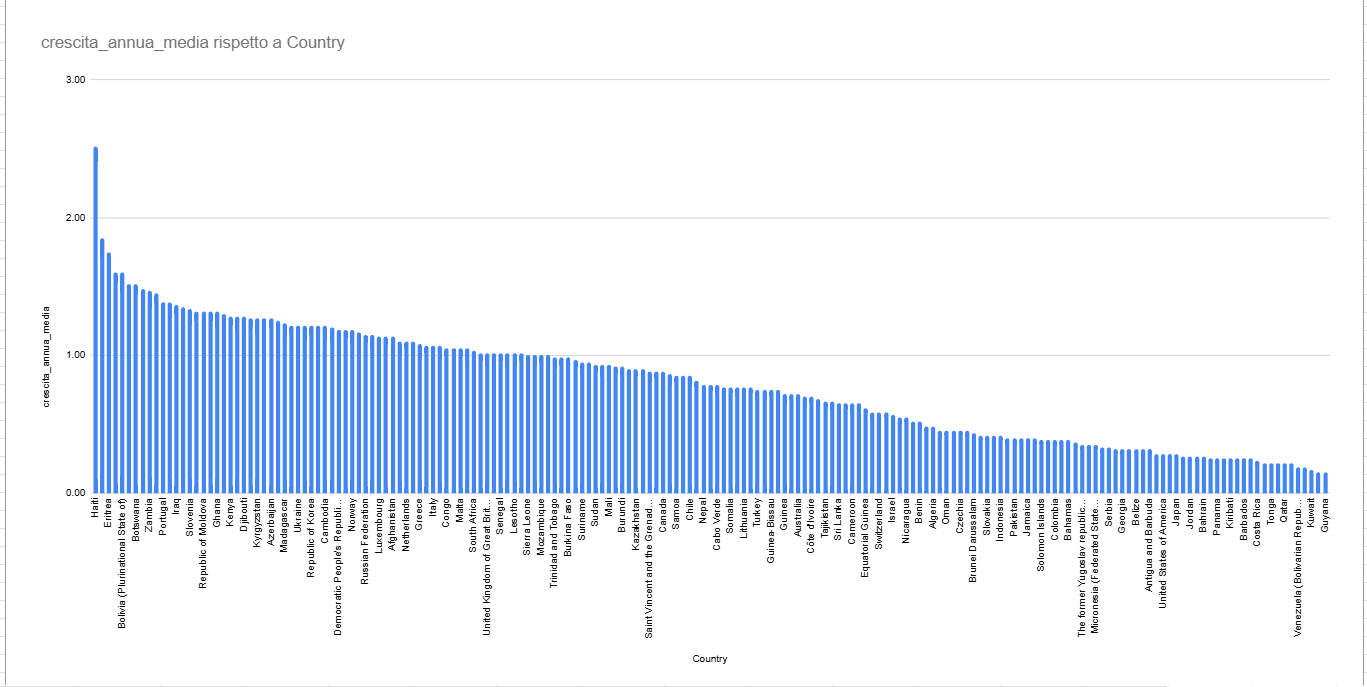 crescita_annua_media rispetto a Country
3.00
2.00
1.00
0.00
crescita_annua_media
Haiti
Eritrea
Bolivia (Plurinational State of)
Botswana
Zambia
Portugal
Iraq
Slovenia
Republic of Moldova
Ghana
Kenya
Djibouti
Kyrgyzstan
Azerbaijan
Madagascar
Ukraine
Republic of Korea
Cambodia
Democratic People's Republi...
Norway
Russian Federation
Luxembourg
Afghanistan
Netherlands
Greece
Italy
Congo
Malta
South Africa
United Kingdom of Great Brit...
Senegal
Lesotho
Sierra Leone
Mozambique
Trinidad and Tobago
Burkina Faso
Suriname
Sudan
Mali
Burundi
Kazakhstan
Saint Vincent and the Grenad...
Canada
Samoa
Chile
Nepal
Cabo Verde
Somalia
Lithuania
Turkey
Guinea-Bissau
Guinea
Australia
Côte d'Ivoire
Tajikistan
Sri Lanka
Cameroon
Equatorial Guinea
Switzerland
Israel
Nicaragua
Benin
Algeria
Oman
Czechia
Brunei Darussalam
Slovakia
Indonesia
Pakistan
Jamaica
Solomon Islands
Colombia
Bahamas
The former Yugoslav republic...
Micronesia (Federated State...
Serbia
Georgia
Belize
Antigua and Barbuda
United States of America
Japan
Jordan
Bahrain
Panama
Kiribati
Barbados
Costa Rica
Tonga
Qatar
Venezuela (Bolivarian Repub...
Kuwait
Guyana
Country